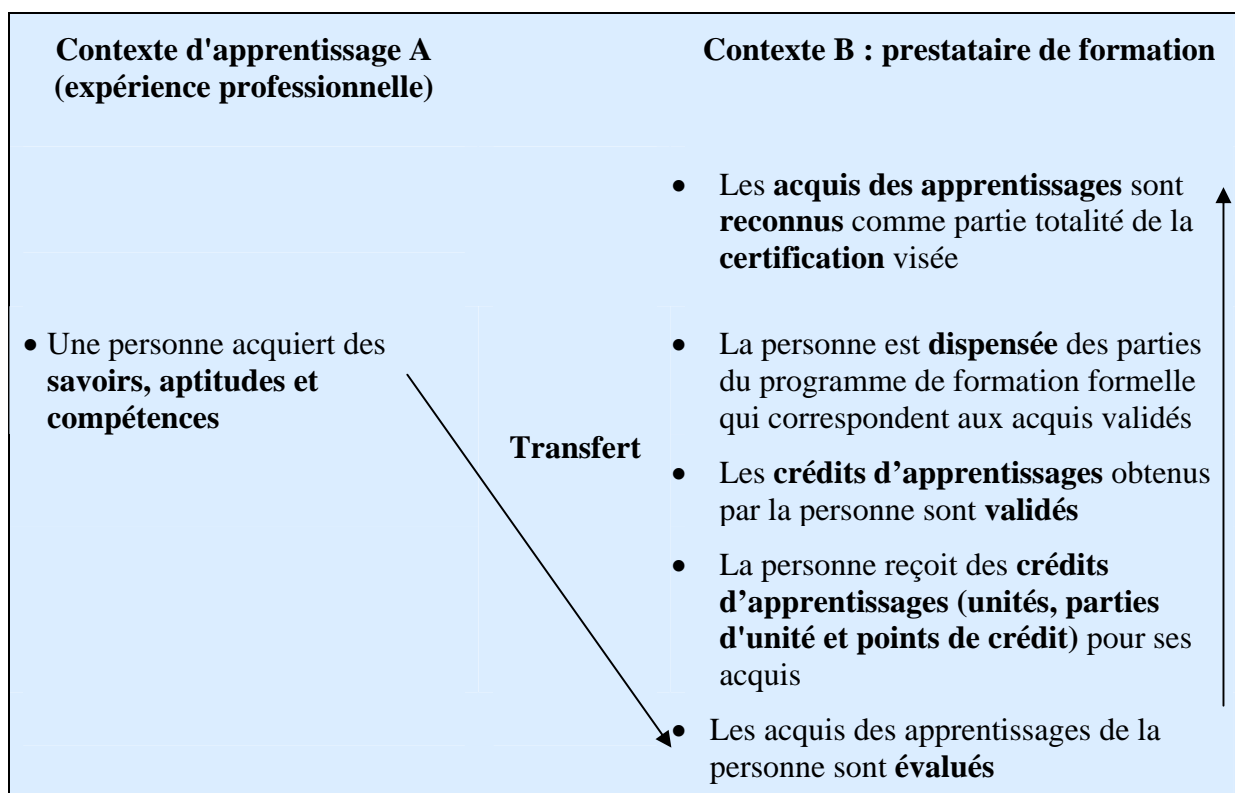 Contexte d'apprentissage A
(expérience professionnelle)
Contexte B : prestataire de formation
• Les acquis des apprentissages sont
reconnus comme partie totalité de la
certification visée
• Une personne acquiert des
savoirs, aptitudes et
compétences
Transfert
• La personne est dispensée des parties
du programme de formation formelle
qui correspondent aux acquis validés
• Les crédits d’apprentissages obtenus
par la personne sont validés
• La personne reçoit des crédits
d’apprentissages (unités, parties
d'unité et points de crédit) pour ses
acquis
• Les acquis des apprentissages de la
personne sont évalués